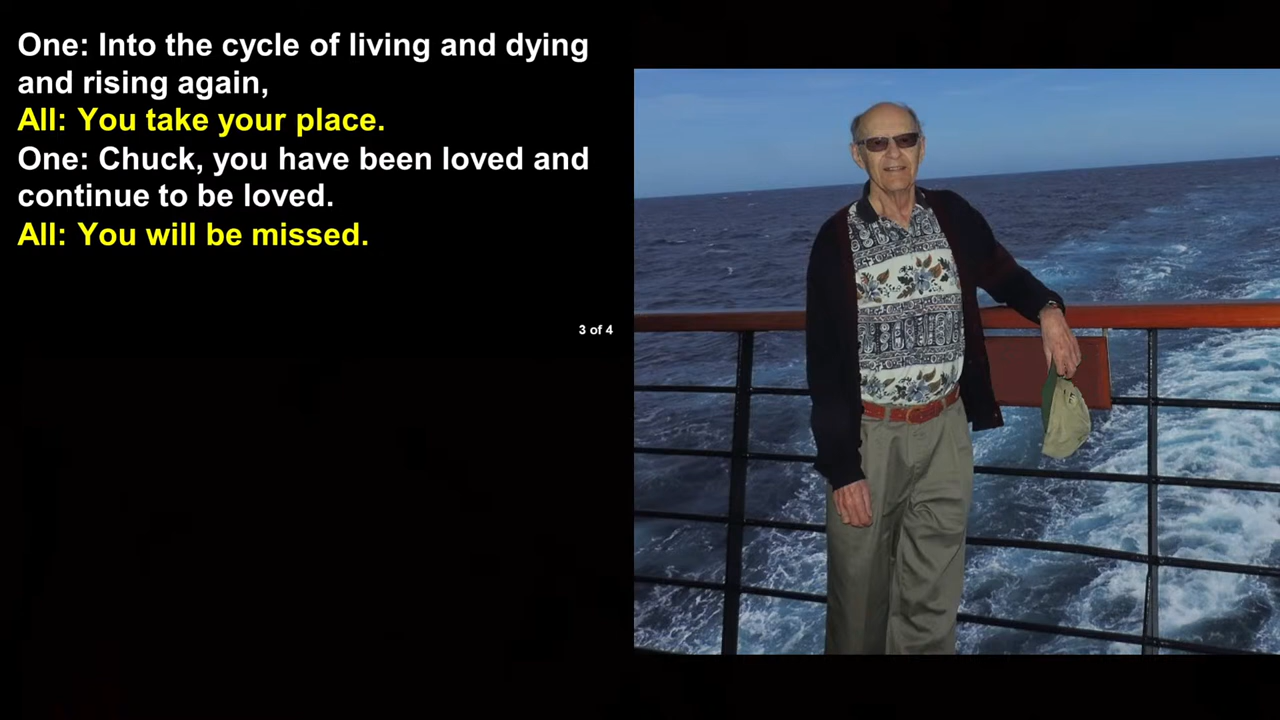 One: Into the cycle of living and dying
and rising again,
All: You take your place.
One: Chuck, you have been loved and
continue to be loved.
All: You will be missed.
3 of 4